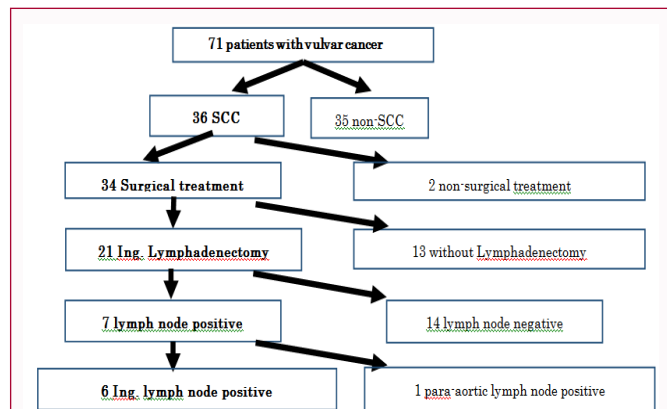 71 patients with vulvar cancer
36 SCC
35 non-SCC
34 Surgical treatment
2 non-surgical treatment
21 Ing. Lymphadenectomy
13 without Lymphadenectomy
7 lymph node positive
14 lymph node negative
6 Ing. lymph node positive
1 para-aortic lymph node positive